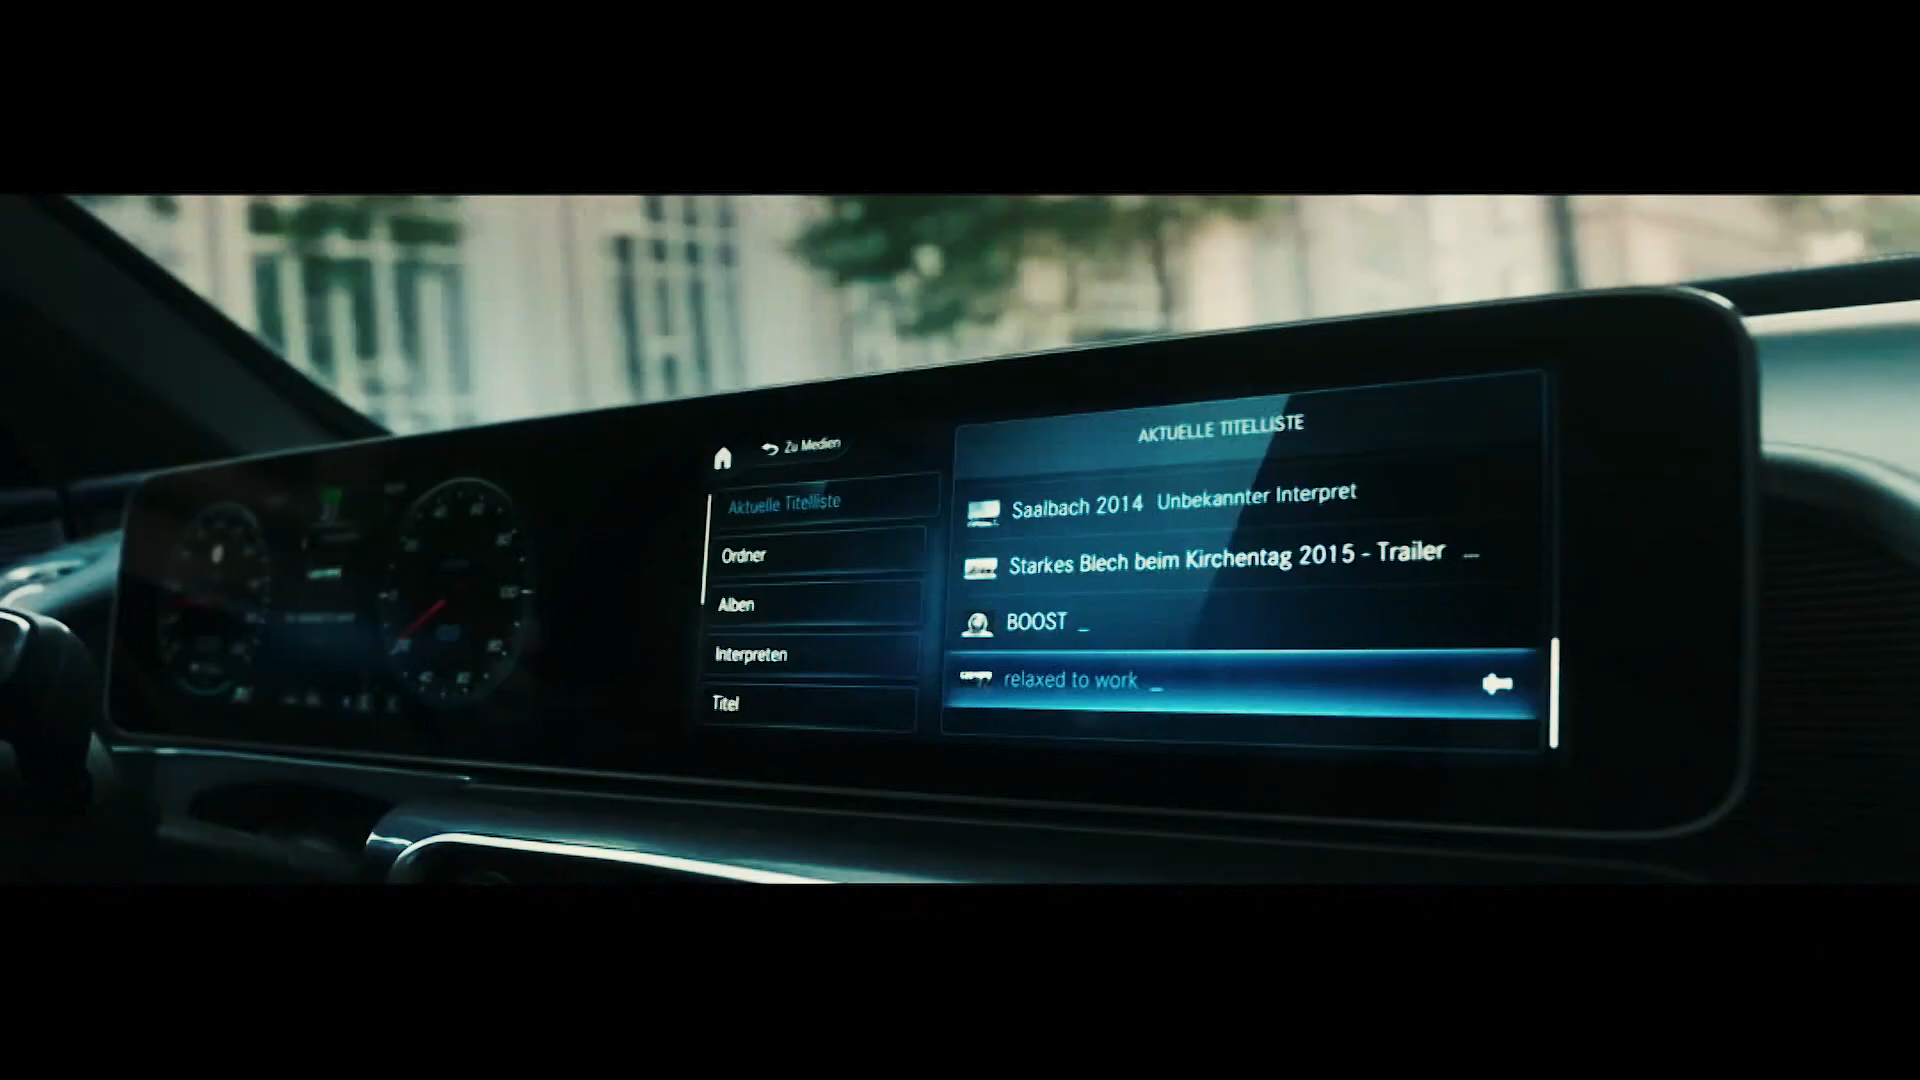 Zu Medien
Aktuelle Titelliste
Ordner
Alben
Interpreten
Titel
AKTUELLE TITELLISTE
Saalbach 2014 Unbekannter Interpret
Starkes Blech beim Kirchentag 2015 - Trailer _
BOOST _
relaxed to work _